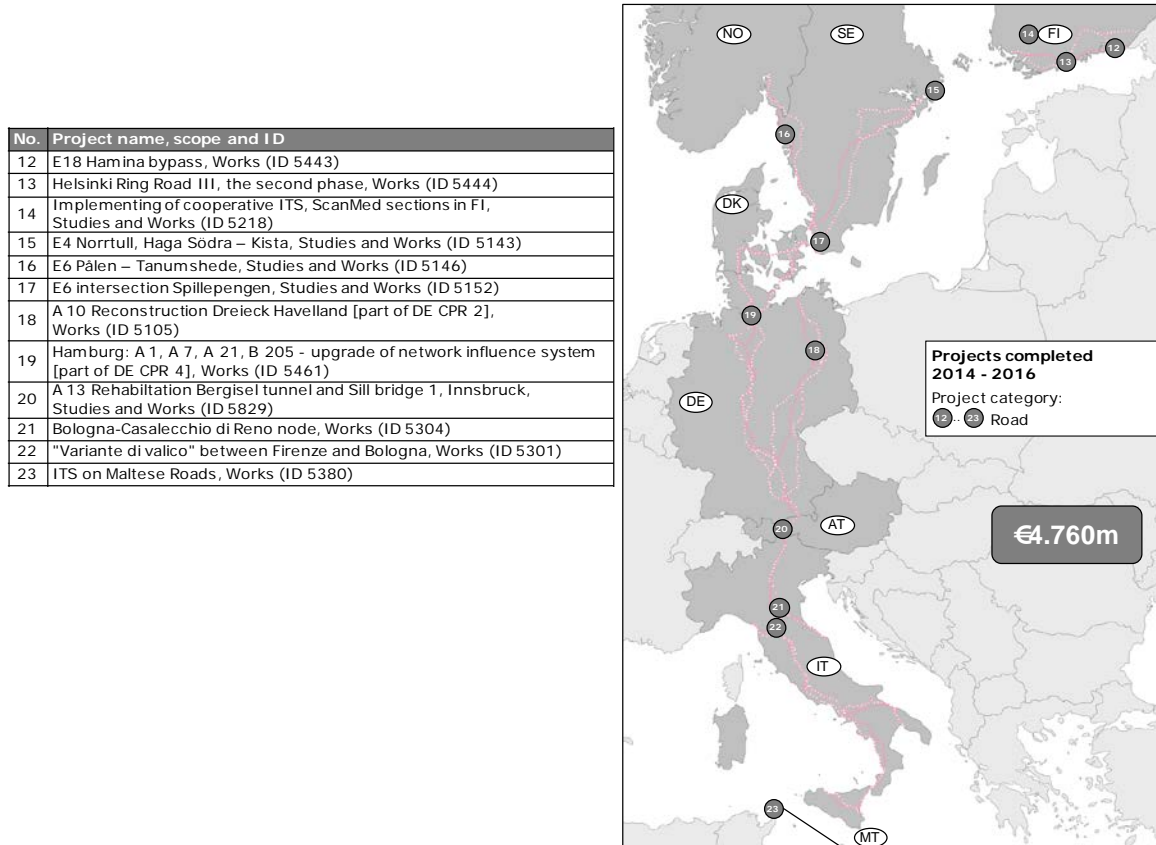 No. Project name, scope and ID
12 E18 Hamina bypass, Works (ID 5443)
13 Helsinki Ring Road III, the second phase, Works (ID 5444)
14 Implementing of cooperative ITS, ScanMed sections in FI,
Studies and Works (ID 5218)
15 E4 Norrtull, Haga Södra – Kista, Studies and Works (ID 5143)
16 E6 Pålen – Tanumshede, Studies and Works (ID 5146)
17 E6 intersection Spillepengen, Studies and Works (ID 5152)
18 A 10 Reconstruction Dreieck Havelland [part of DE CPR 2],
Works (ID 5105)
19 Hamburg: A 1, A 7, A 21, B 205 - upgrade of network influence system
[part of DE CPR 4], Works (ID 5461)
20 A 13 Rehabiltation Bergisel tunnel and Sill bridge 1, Innsbruck,
Studies and Works (ID 5829)
21 Bologna-Casalecchio di Reno node, Works (ID 5304)
22 "Variante di valico" between Firenze and Bologna, Works (ID 5301)
23 ITS on Maltese Roads, Works (ID 5380)
NO
SE
14
FI
12
13
15
16
DK
17
19
18
DE
Projects completed
2014 - 2016
Project category:
12 .. 23 Road
20
AT
€4.760m
21
22
IT
23
MT